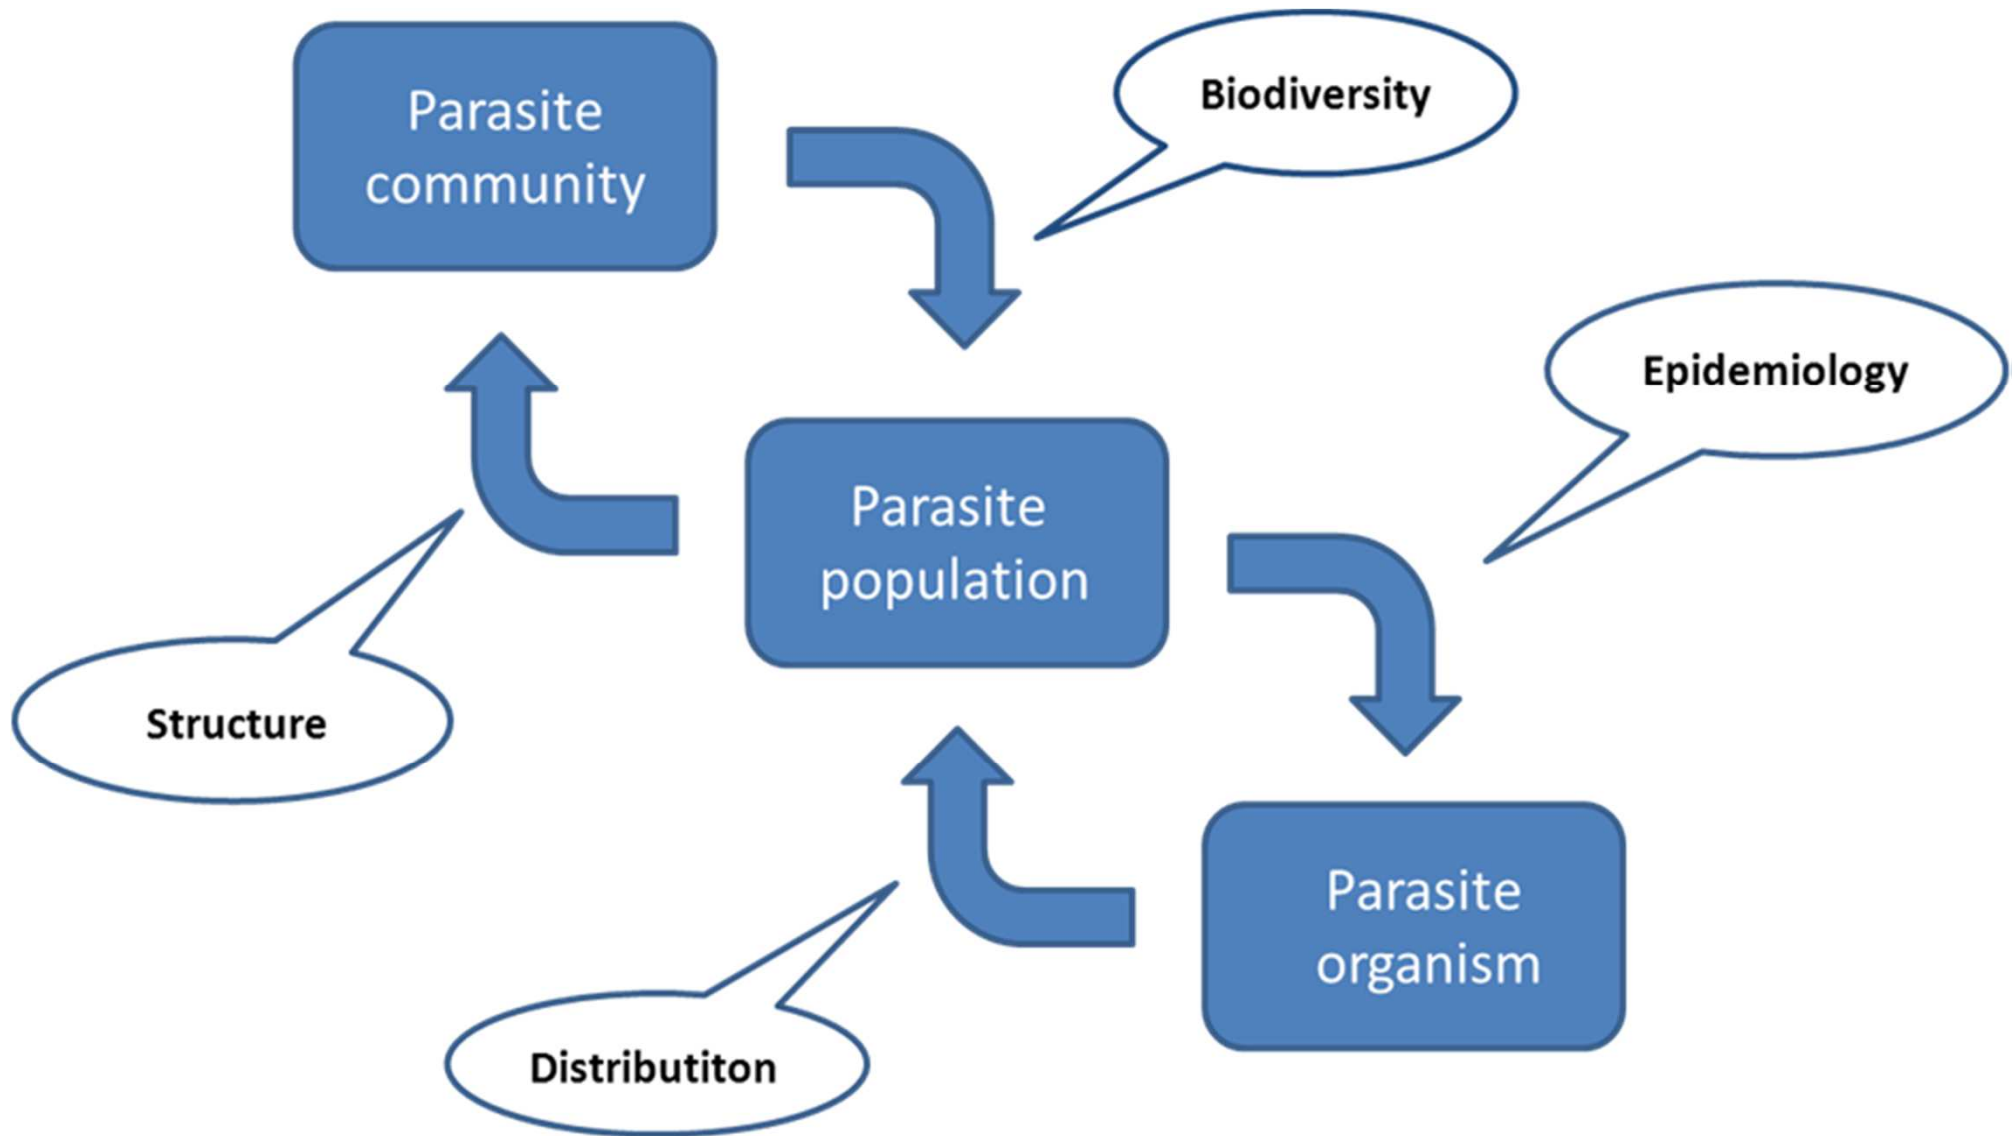 Parasite
community
Biodiversity
Epidemiology
Parasite
population
Structure
Parasite
organism
Distributiton